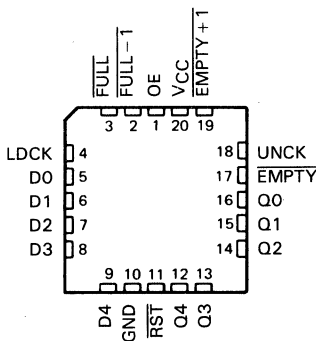 FULL
FULL-1
OE
VCC
EMPTY+1
3 2 1 20 19
LDCK 4
18 UNCK
D0 5
17 EMPTY
D1 6
16 Q0
D2 7
15 Q1
D3 8
14 Q2
9 10 11 12 13
D4
GND
RST
Q4
Q3